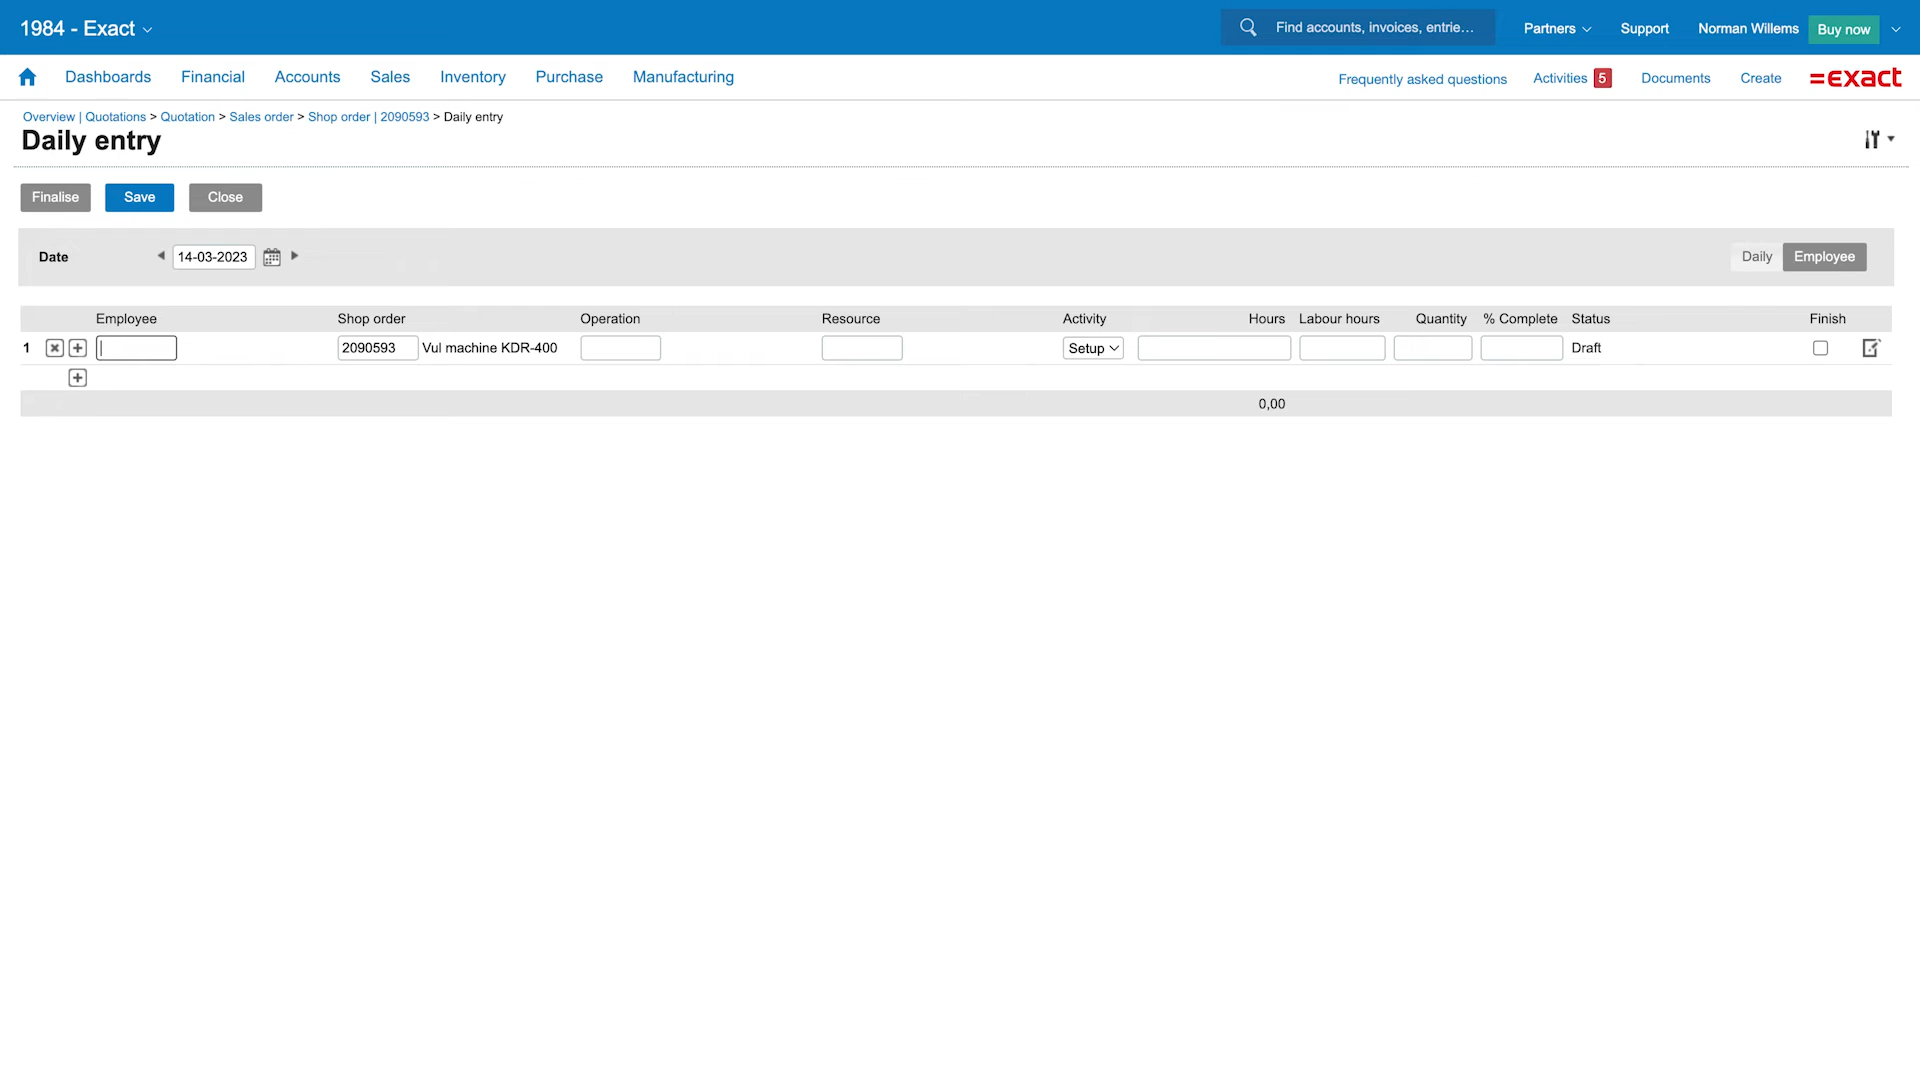 1984 - Exact
Find accounts, invoices, entrie...
Partners
Support
Norman Willems
Buy now
Dashboards
Financial
Accounts
Sales
Inventory
Purchase
Manufacturing
Frequently asked questions
Activities 5
Documents
Create
=exact
Overview | Quotations > Quotation > Sales order > Shop order | 2090593 > Daily entry
Daily entry
Finalise
Save
Close
Date
14-03-2023
Daily
Employee
Employee Shop order Operation Resource Activity Hours Labour hours Quantity % Complete Status Finish
1 2090593 Vul machine KDR-400 Setup Draft
0,00